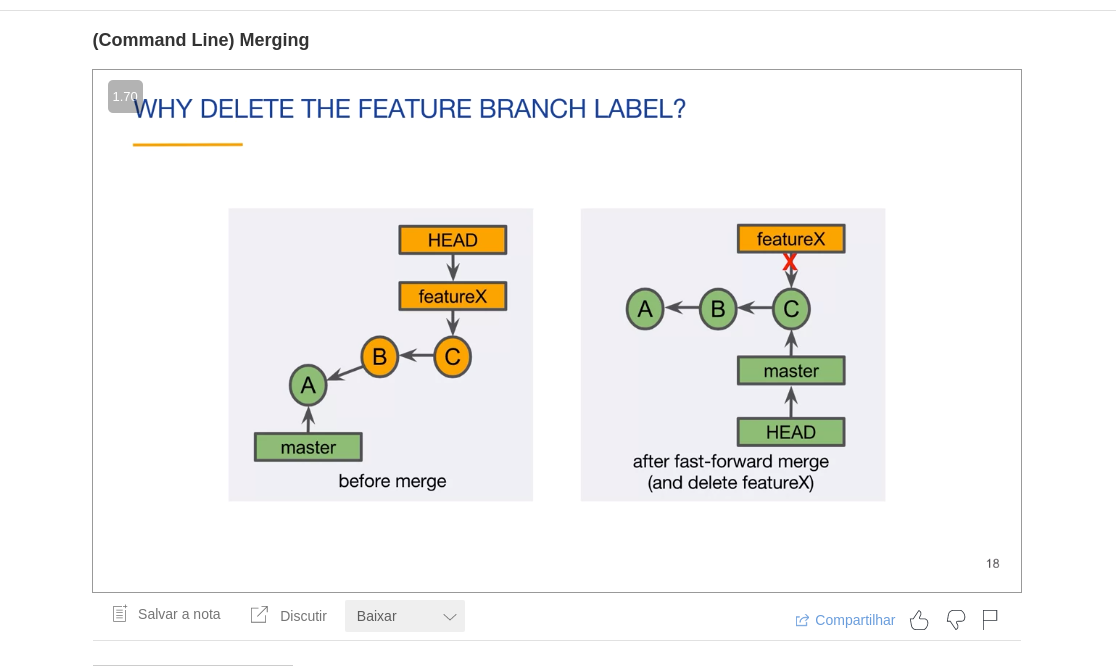 (Command Line) Merging
1.70
WHY DELETE THE FEATURE BRANCH LABEL?
HEAD
featureX
B
C
A
master
before merge
featureX
X
A
B
C
master
HEAD
after fast-forward merge
(and delete featureX)
18
Salvar a nota
Discutir
Baixar
Compartilhar